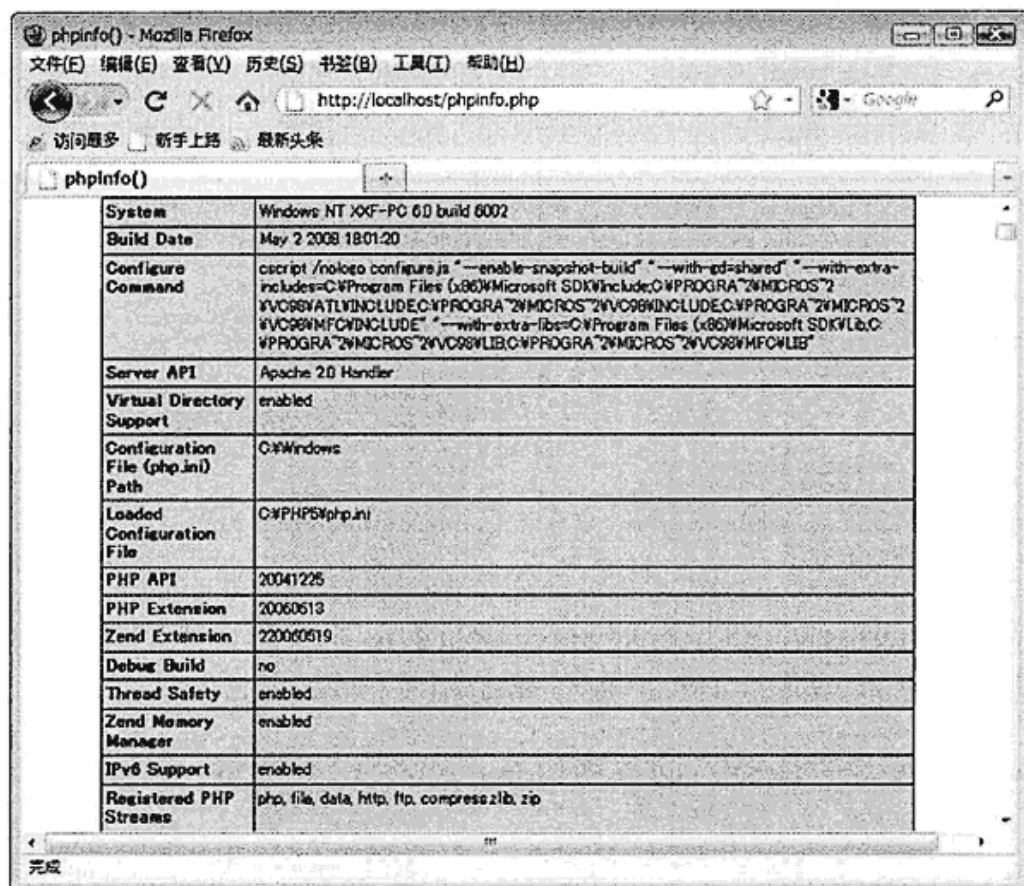 phpinfo() - Mozilla Firefox
文件(F) 编辑(E) 查看(V) 历史(S) 书签(B) 工具(T) 帮助(H)
http://localhost/phpinfo.php
Google
访问最多 新手上路 最新头条
phpinfo()
System Windows NT XXF-PC 6.0 build 6002
Build Date May 2 2008 18:01:20
Configure cscript /nologo configure.js "--enable-snapshot-build" "--with-gd=shared" "--with-extra-
Command includes=C:¥Program Files (x86)¥Microsoft SDK¥Include;C:¥PROGRA~2¥MICROS~2
¥VC98¥ATL¥INCLUDE;C:¥PROGRA~2¥MICROS~2¥VC98¥INCLUDE;C:¥PROGRA~2¥MICROS~2
¥VC98¥MFC¥INCLUDE" "--with-extra-libs=C:¥Program Files (x86)¥Microsoft SDK¥Lib;C:
¥PROGRA~2¥MICROS~2¥VC98¥LIB;C:¥PROGRA~2¥MICROS~2¥VC98¥MFC¥LIB"
Server API Apache 2.0 Handler
Virtual Directory enabled
Support
Configuration C:¥Windows
File (php.ini)
Path
Loaded C:¥PHP5¥php.ini
Configuration
File
PHP API 20041225
PHP Extension 20060613
Zend Extension 220060519
Debug Build no
Thread Safety enabled
Zend Memory enabled
Manager
IPv6 Support enabled
Registered PHP php, file, data, http, ftp, compress.zlib, zip
Streams
完成